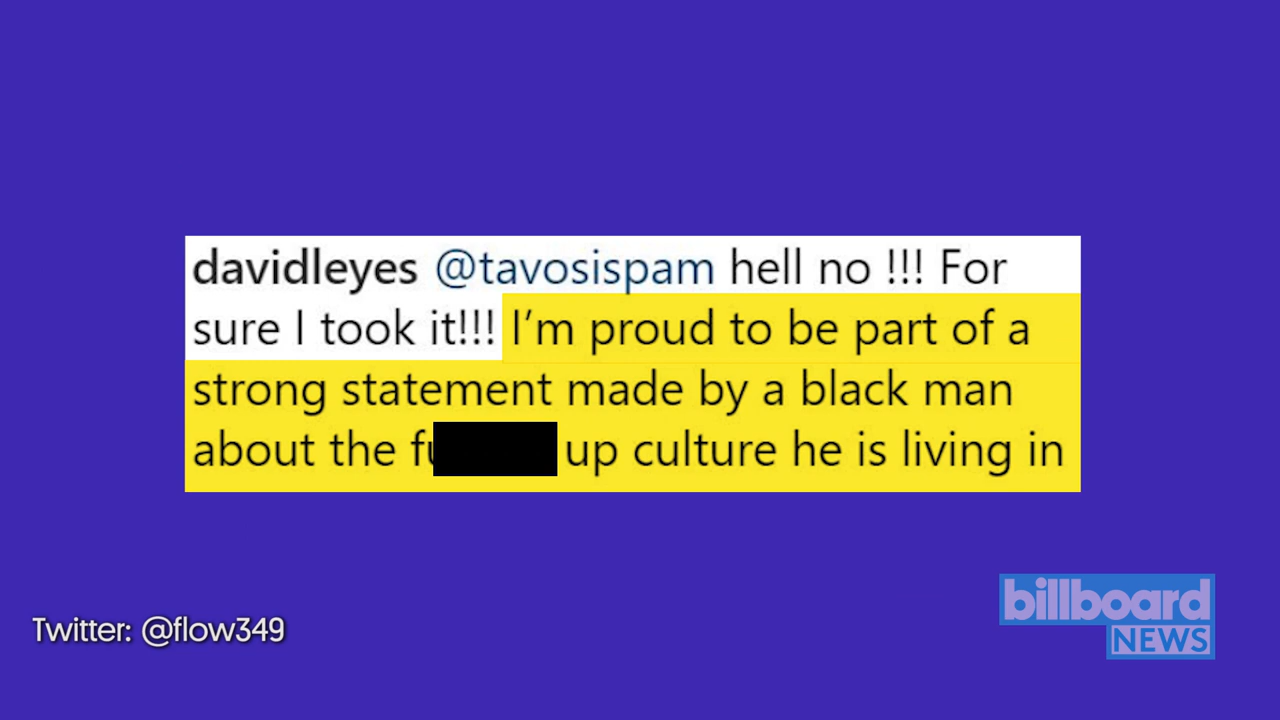 davidleyes @tavosispam hell no !!! For
sure I took it!!! I’m proud to be part of a
strong statement made by a black man
about the fu up culture he is living in
Twitter: @flow349
billboard
NEWS